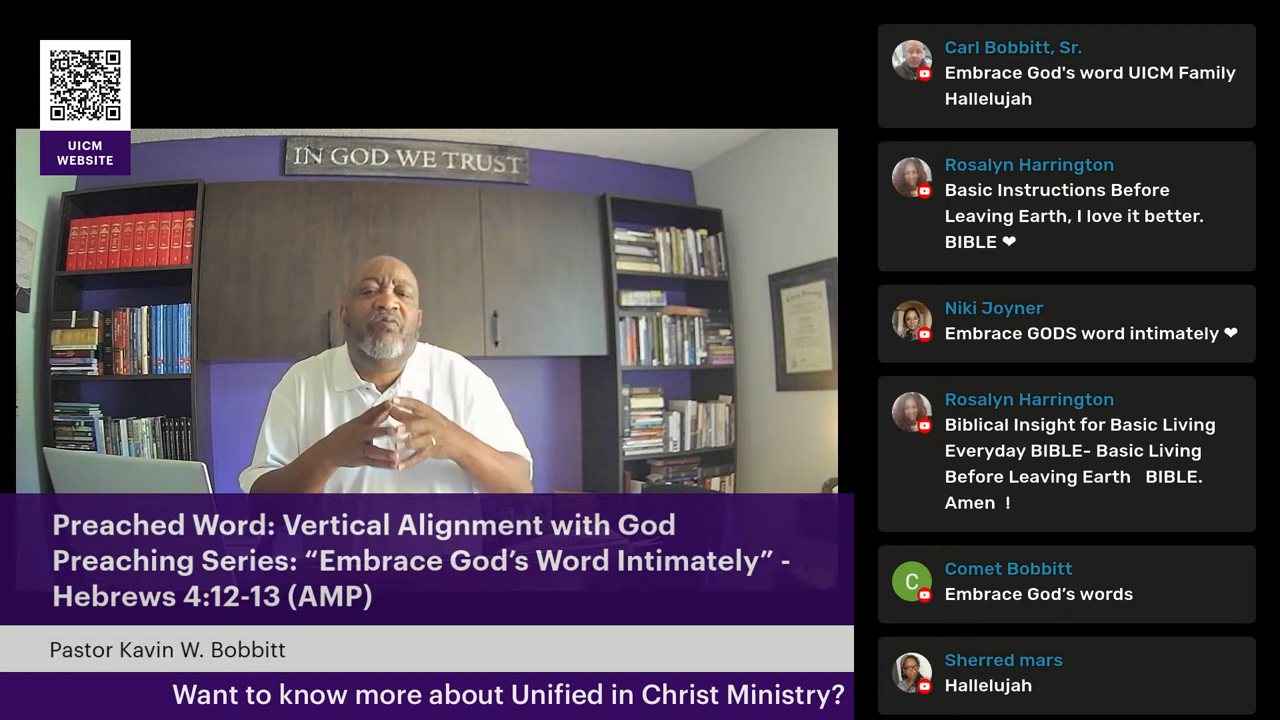 UICM
WEBSITE
IN GOD WE TRUST
Preached Word: Vertical Alignment with God
Preaching Series: “Embrace God’s Word Intimately” -
Hebrews 4:12-13 (AMP)
Pastor Kavin W. Bobbitt
Want to know more about Unified in Christ Ministry?
Carl Bobbitt, Sr.
Embrace God's word UICM Family
Hallelujah
Rosalyn Harrington
Basic Instructions Before
Leaving Earth, I love it better.
BIBLE ❤
Niki Joyner
Embrace GODS word intimately ❤
Rosalyn Harrington
Biblical Insight for Basic Living
Everyday BIBLE- Basic Living
Before Leaving Earth BIBLE.
Amen !
C
Comet Bobbitt
Embrace God’s words
Sherred mars
Hallelujah